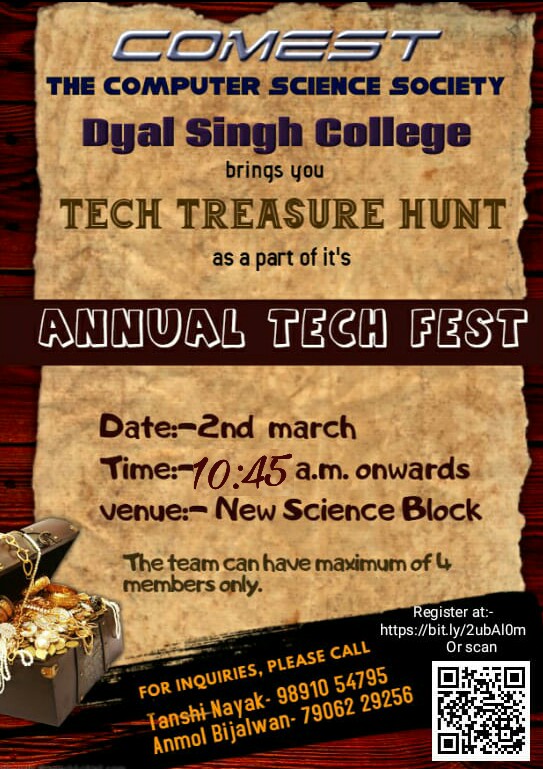 COMEST
THE COMPUTER SCIENCE SOCIETY
Dyal Singh College
brings you
TECH TREASURE HUNT
as a part of it's
ANNUAL TECH FEST
Date:-2nd march
Time:-10:45 a.m. onwards
venue:- New Science Block
The team can have maximum of 4
members only.
Register at:-
https://bit.ly/2ubAl0m
Or scan
FOR INQUIRIES, PLEASE CALL
Tanshi Nayak- 98910 54795
Anmol Bijalwan- 79062 29256